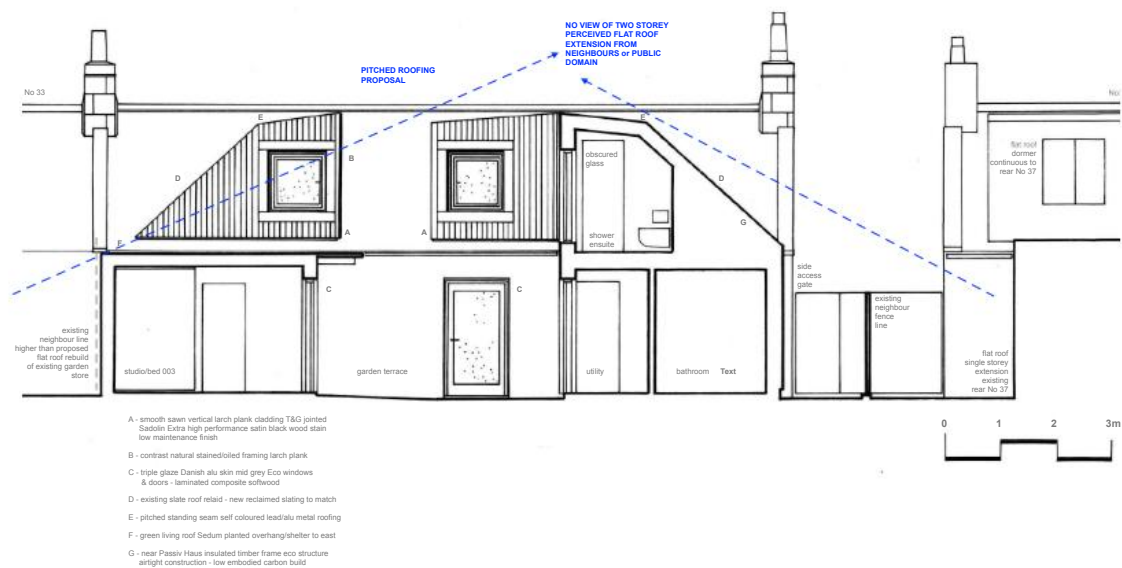 NO VIEW OF TWO STOREY
PERCEIVED FLAT ROOF
EXTENSION FROM
NEIGHBOURS or PUBLIC
DOMAIN
PITCHED ROOFING
PROPOSAL
No 33
No
E
E
B
D
D
A
A
G
F
obscured
glass
shower
ensuite
flat roof
dormer
continuous to
rear No 37
side
access
gate
C
C
existing
neighbour
fence
line
existing
neighbour line
higher than proposed
flat roof rebuild
of existing garden
store
studio/bed 003
garden terrace
utility
bathroom Text
flat roof
single storey
extension
existing
rear No 37
A - smooth sawn vertical larch plank cladding T&G jointed
Sadolin Extra high performance satin black wood stain
low maintenance finish
B - contrast natural stained/oiled framing larch plank
C - triple glaze Danish alu skin mid grey Eco windows
& doors - laminated composite softwood
D - existing slate roof relaid - new reclaimed slating to match
E - pitched standing seam self coloured lead/alu metal roofing
F - green living roof Sedum planted overhang/shelter to east
G - near Passiv Haus insulated timber frame eco structure
airtight construction - low embodied carbon build
0 1 2 3m